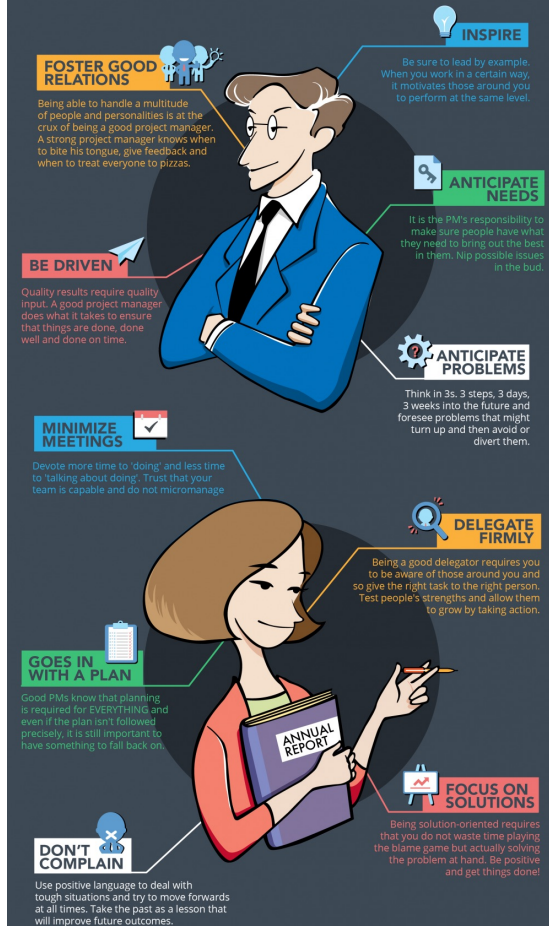 INSPIRE
Be sure to lead by example.
When you work in a certain way,
it motivates those around you
to perform at the same level.
FOSTER GOOD
RELATIONS
Being able to handle a multitude
of people and personalities is at the
crux of being a good project manager.
A strong project manager knows when
to bite his tongue, give feedback and
when to treat everyone to pizzas.
ANTICIPATE
NEEDS
It is the PM's responsibility to
make sure people have what
they need to bring out the best
in them. Nip possible issues
in the bud.
BE DRIVEN
Quality results require quality
input. A good project manager
does what it takes to ensure
that things are done, done
well and done on time.
?
ANTICIPATE
PROBLEMS
Think in 3s. 3 steps, 3 days,
3 weeks into the future and
foresee problems that might
turn up and then avoid or
divert them.
MINIMIZE
MEETINGS
Devote more time to 'doing' and less time
to 'talking about doing'. Trust that your
team is capable and do not micromanage
DELEGATE
FIRMLY
Being a good delegator requires you
to be aware of those around you and
so give the right task to the right person.
Test people's strengths and allow them
to grow by taking action.
GOES IN
WITH A PLAN
Good PMs know that planning
is required for EVERYTHING and
even if the plan isn't followed
precisely, it is still important to
have something to fall back on.
ANNUAL
REPORT
FOCUS ON
SOLUTIONS
Being solution-oriented requires
that you do not waste time playing
the blame game but actually solving
the problem at hand. Be positive
and get things done!
DON'T
COMPLAIN
Use positive language to deal with
tough situations and try to move forwards
at all times. Take the past as a lesson that
will improve future outcomes.